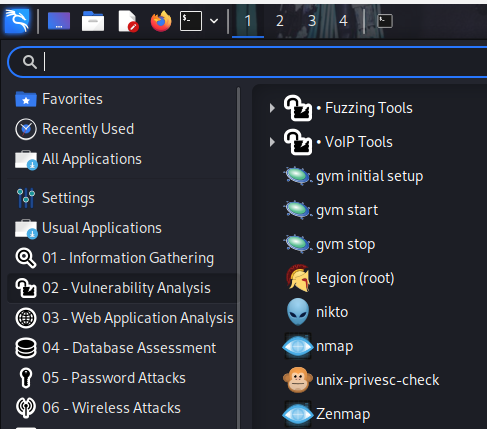 1 2 3 4
Favorites
Recently Used
All Applications
Settings
Usual Applications
01 - Information Gathering
02 - Vulnerability Analysis
03 - Web Application Analysis
04 - Database Assessment
05 - Password Attacks
06 - Wireless Attacks
• Fuzzing Tools
• VoIP Tools
gvm initial setup
gvm start
gvm stop
legion (root)
nikto
nmap
unix-privesc-check
Zenmap